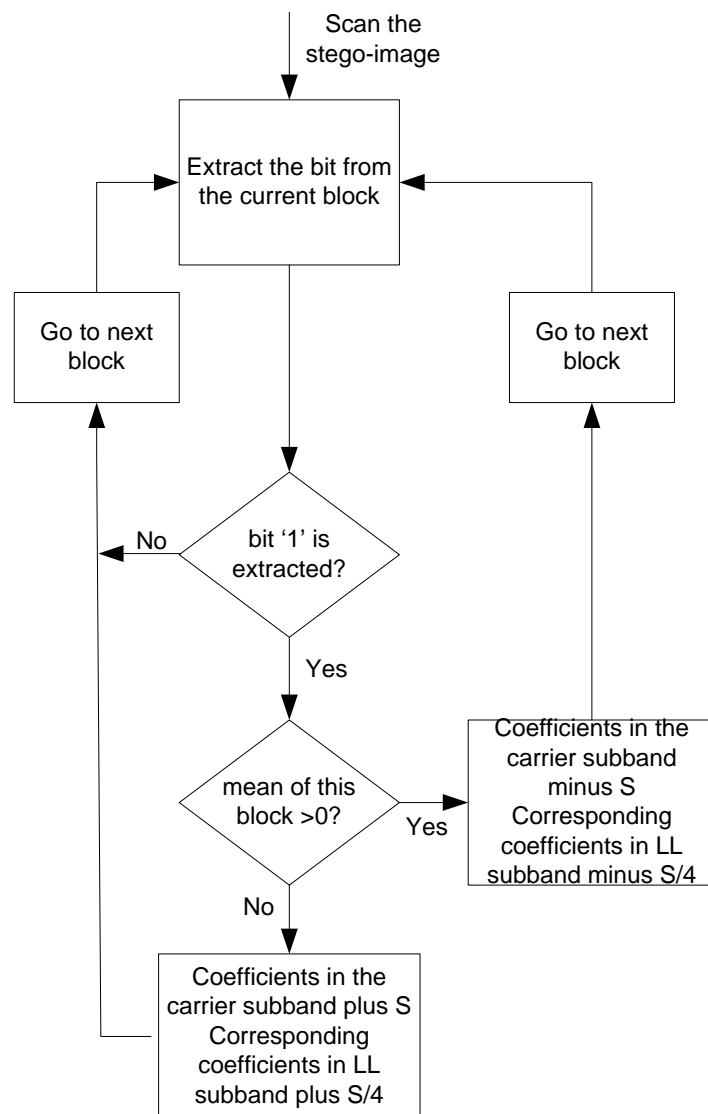 Scan the
stego-image
Extract the bit from
the current block
Go to next
block
Go to next
block
bit ‘1’ is
extracted?
No
Yes
mean of this
block >0?
Yes
No
Coefficients in the
carrier subband
minus S
Corresponding
coefficients in LL
subband minus S/4
Coefficients in the
carrier subband plus S
Corresponding
coefficients in LL
subband plus S/4